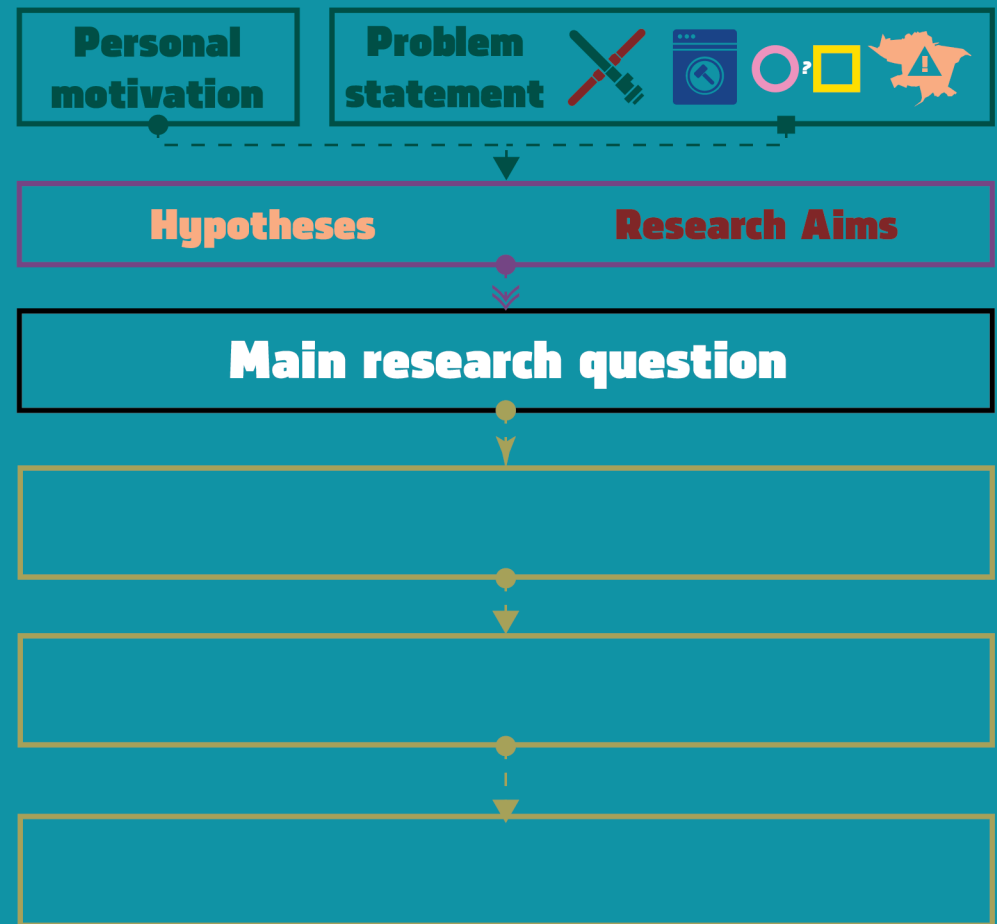 Personal
motivation
Problem
statement
?
!
Hypotheses
Research Aims
Main research question